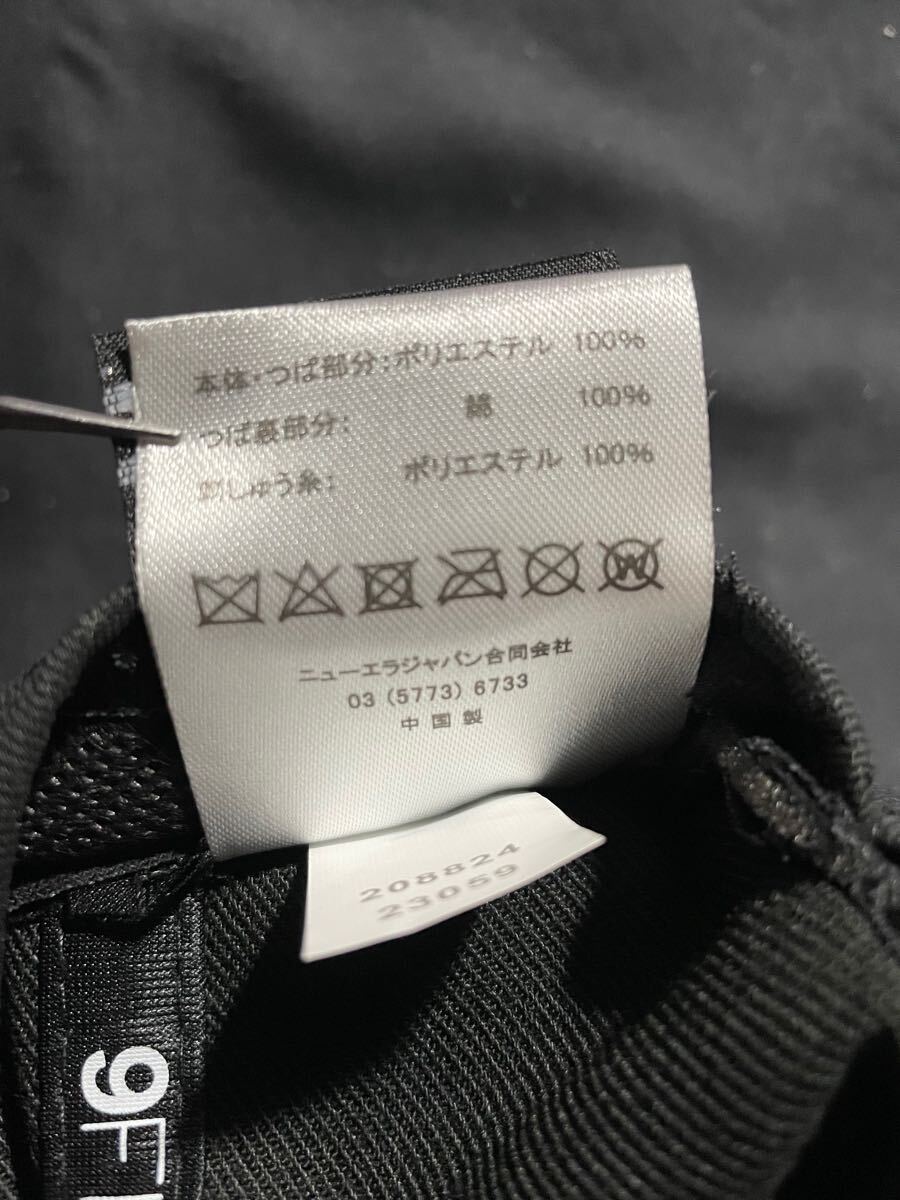 本体・つば部分:ポリエステル 100%
つば裏部分: 綿 100%
刺しゅう糸: ポリエステル 100%
ニューエラジャパン合同会社
03 (5773) 6733
中国製
208824
23059
9F